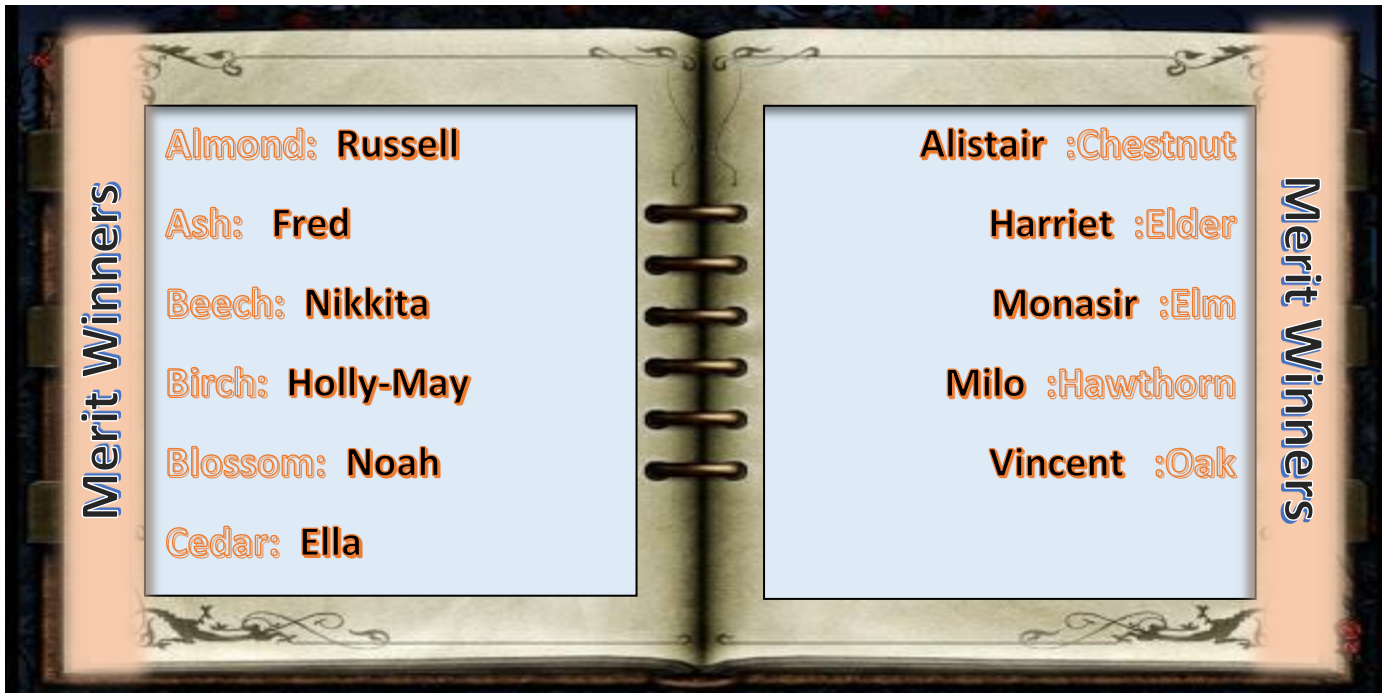 Merit Winners
Almond: Russell
Ash: Fred
Beech: Nikkita
Birch: Holly-May
Blossom: Noah
Cedar: Ella
Alistair :Chestnut
Harriet :Elder
Monasir :Elm
Milo :Hawthorn
Vincent :Oak
Merit Winners